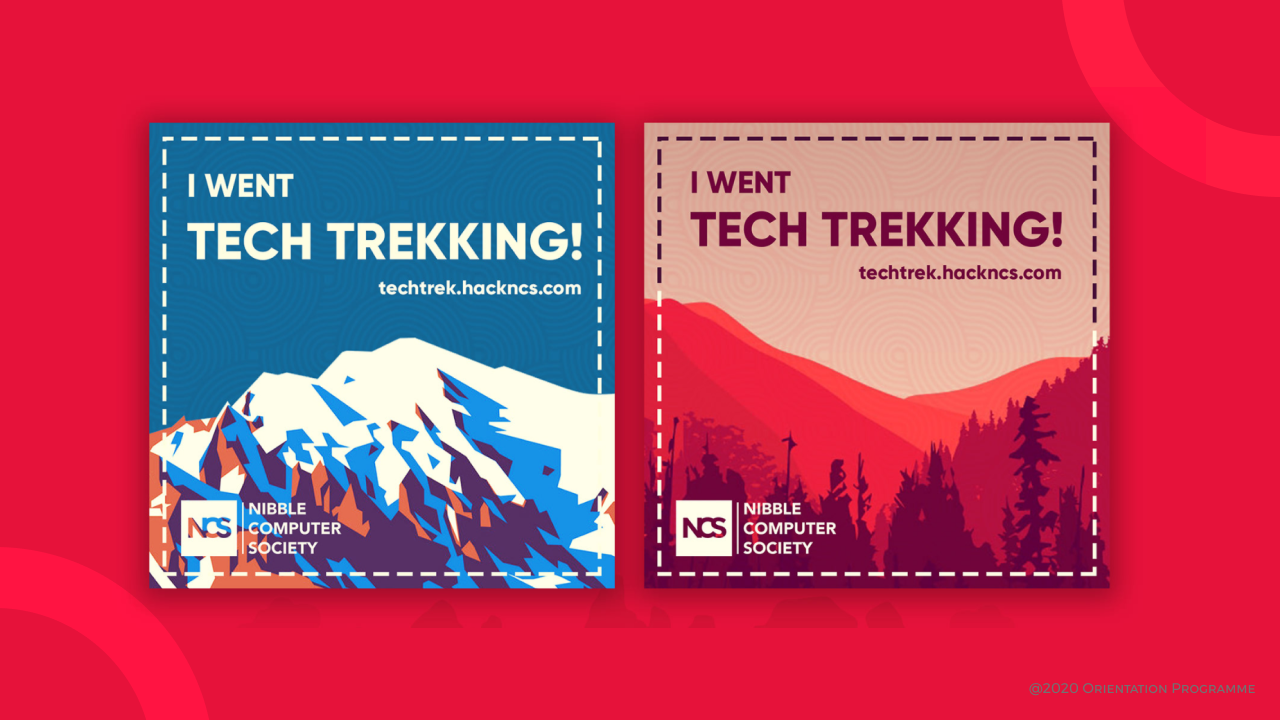 I WENT
TECH TREKKING!
techtrek.hackncs.com
NCS
NIBBLE
COMPUTER
SOCIETY
I WENT
TECH TREKKING!
techtrek.hackncs.com
NCS
NIBBLE
COMPUTER
SOCIETY
@2020 Orientation Programme